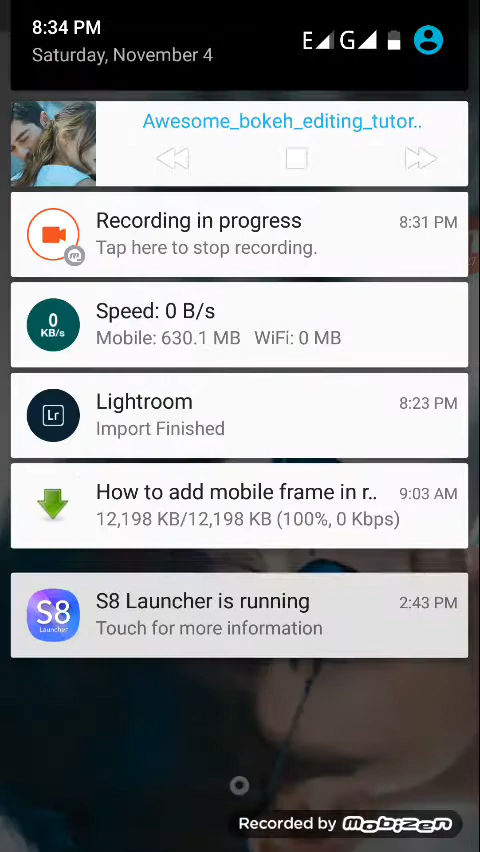 8:34 PM
Saturday, November 4
E G
Awesome_bokeh_editing_tutor..
Recording in progress
8:31 PM
Tap here to stop recording.
0
KB/s
Speed: 0 B/s
Mobile: 630.1 MB WiFi: 0 MB
Lr
Lightroom
8:23 PM
Import Finished
How to add mobile frame in r..
9:03 AM
12,198 KB/12,198 KB (100%, 0 Kbps)
S8
Launcher
S8 Launcher is running
2:43 PM
Touch for more information
Recorded by mobizen